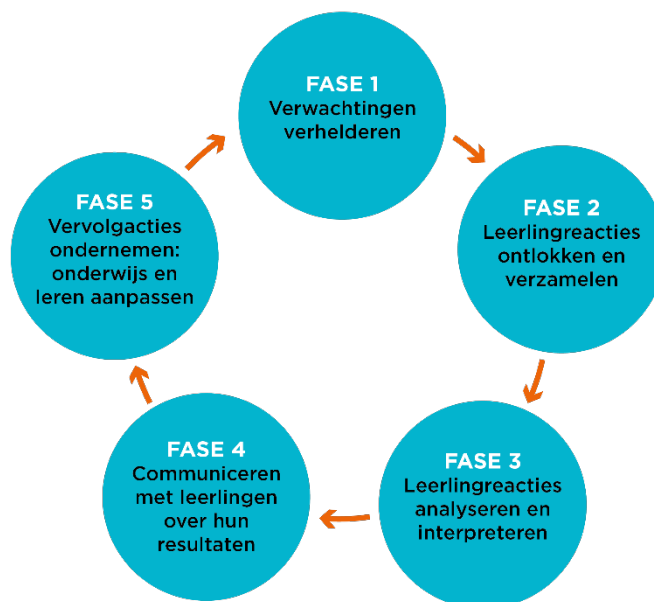 FASE 1
Verwachtingen
verhelderen
FASE 2
Leerlingreacties
ontlokken en
verzamelen
FASE 3
Leerlingreacties
analyseren en
interpreteren
FASE 4
Communiceren
met leerlingen
over hun
resultaten
FASE 5
Vervolgacties
ondernemen:
onderwijs en
leren aanpassen